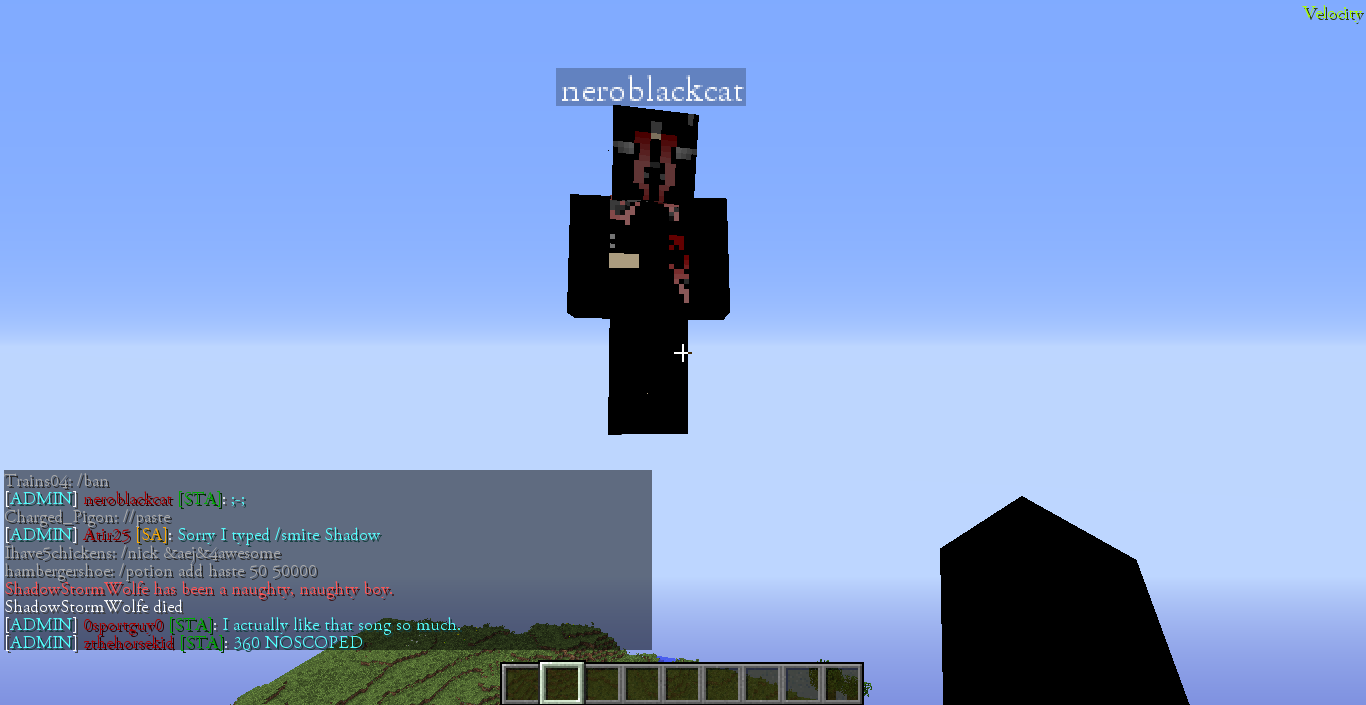 Velocity
neroblackcat
Trains04: /ban
[ADMIN] neroblackcat [STA]: ;-;
Charged_Pigon: //paste
[ADMIN] Atir25 [SA]: Sorry I typed /smite Shadow
Ihave5chickens: /nick &aej&4awesome
hambergershoe: /potion add haste 50 50000
ShadowStormWolfe has been a naughty, naughty boy.
ShadowStormWolfe died
[ADMIN] 0sportguy0 [STA]: I actually like that song so much.
[ADMIN] zthehorsekid [STA]: 360 NOSCOPED